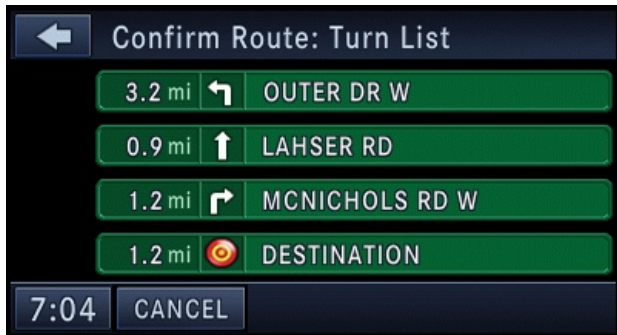 Confirm Route: Turn List
3.2 mi OUTER DR W
0.9 mi LAHSER RD
1.2 mi MCNICHOLS RD W
1.2 mi DESTINATION
7:04 CANCEL